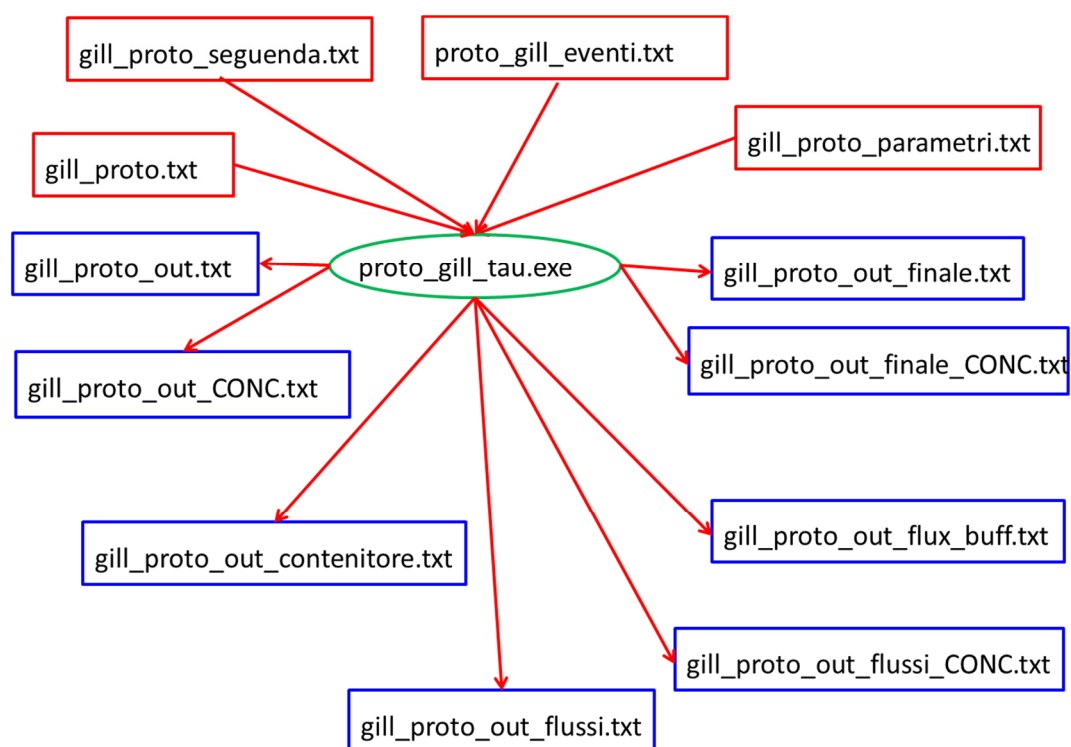 gill_proto_seguenda.txt
proto_gill_eventi.txt
gill_proto_parametri.txt
gill_proto.txt
gill_proto_out.txt
proto_gill_tau.exe
gill_proto_out_finale.txt
gill_proto_out_CONC.txt
gill_proto_out_finale_CONC.txt
gill_proto_out_contenitore.txt
gill_proto_out_flux_buff.txt
gill_proto_out_flussi_CONC.txt
gill_proto_out_flussi.txt